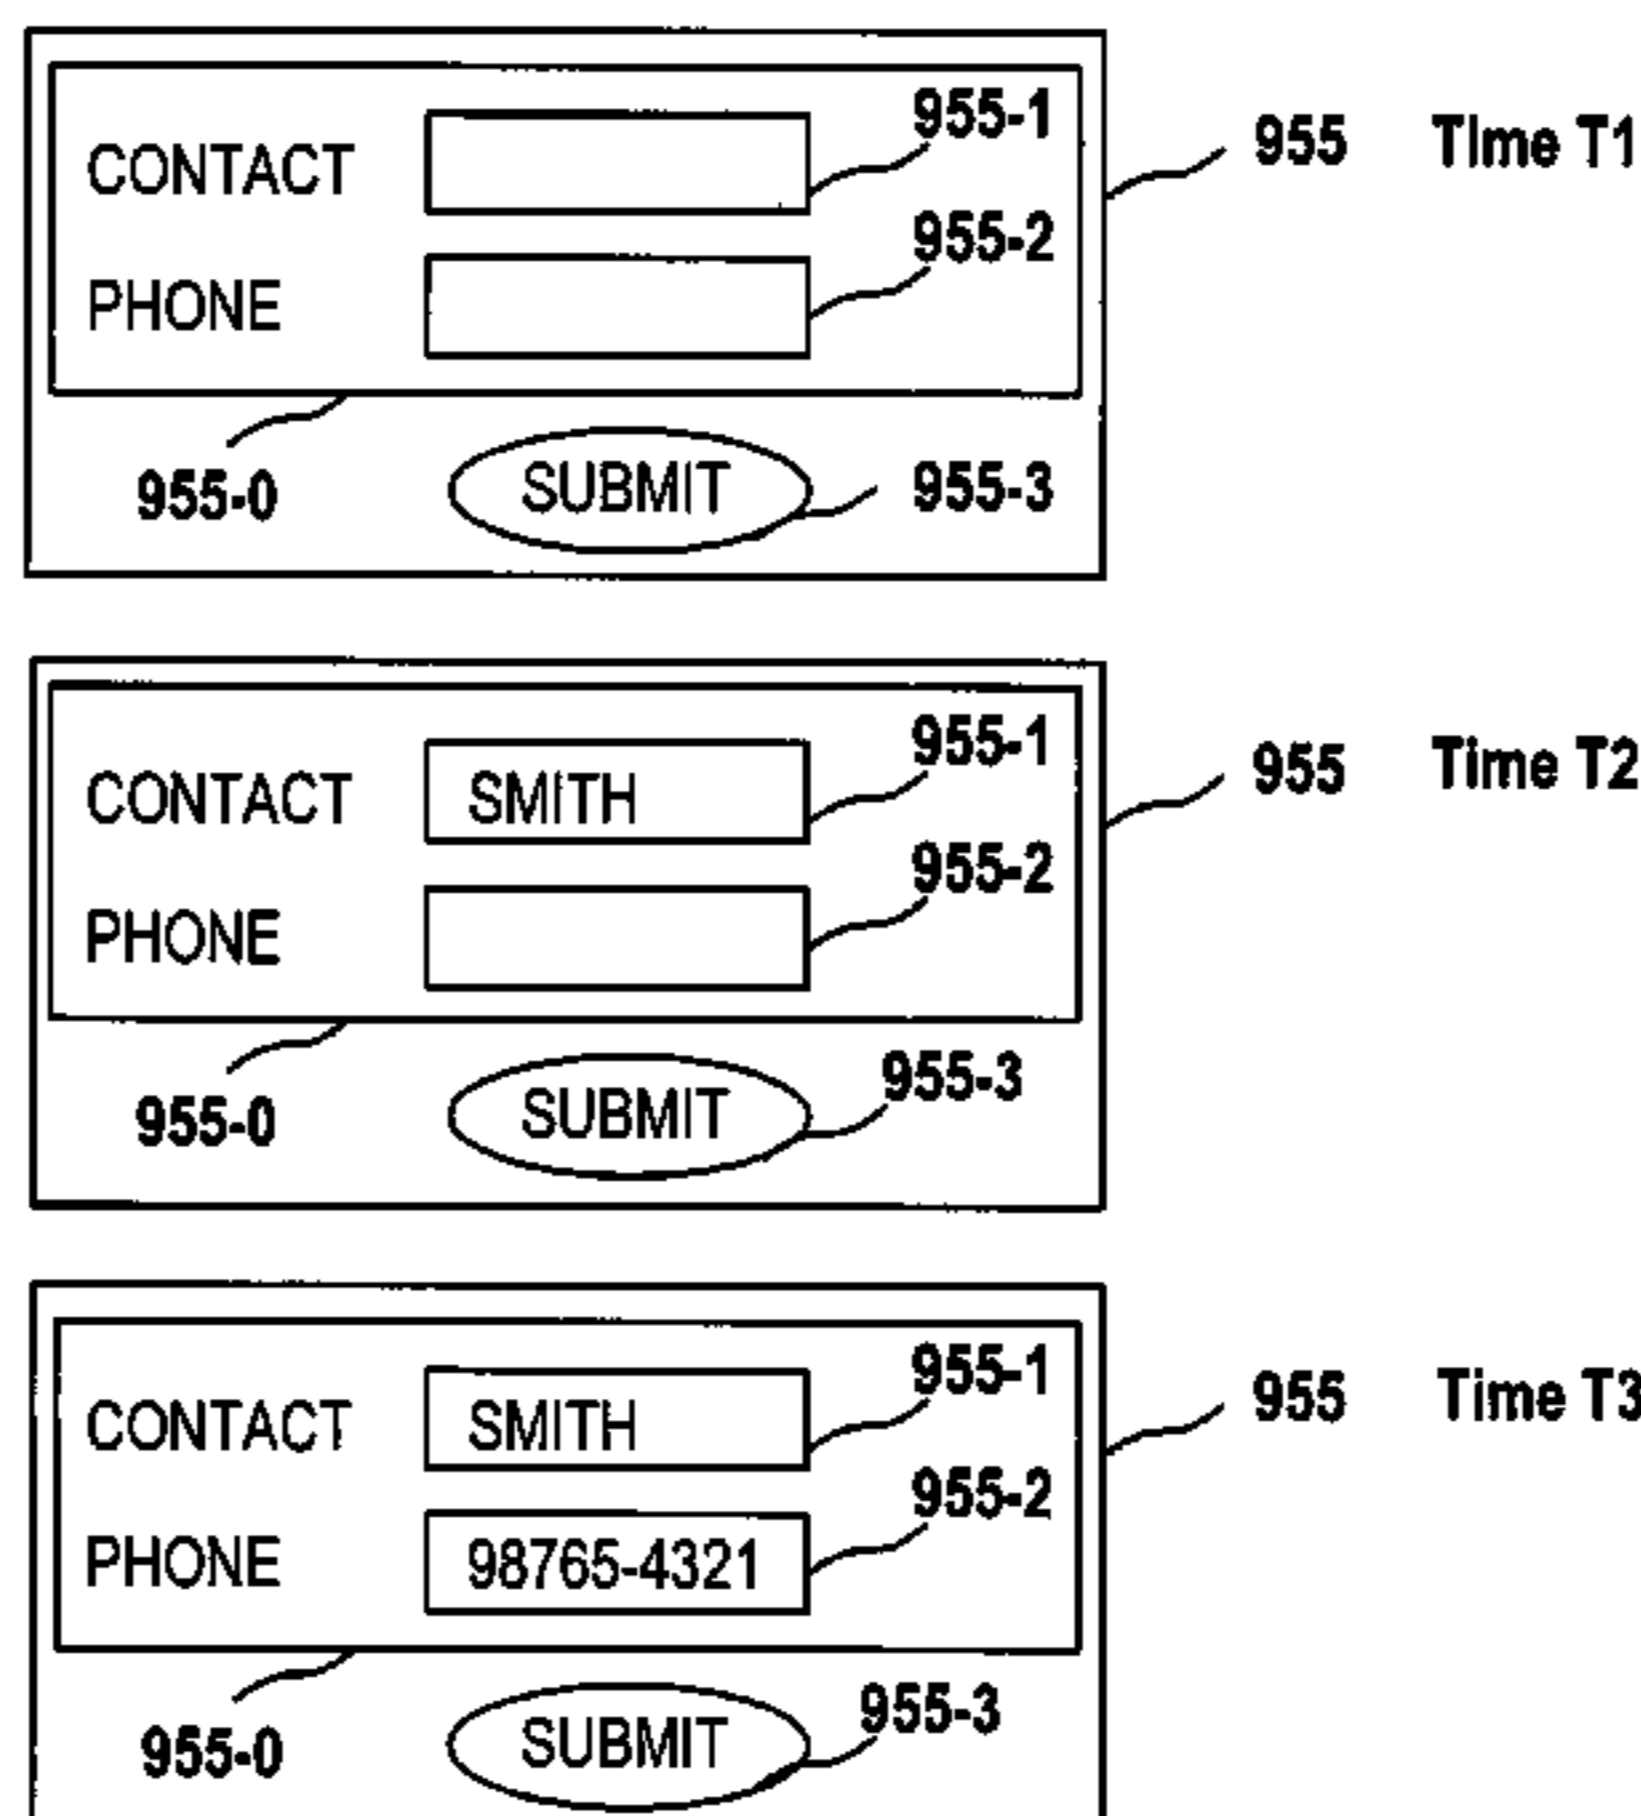 955-1
CONTACT
955 Time T1
955-2
PHONE
955-0 SUBMIT 955-3
955-1
CONTACT SMITH
955 Time T2
955-2
PHONE
955-3
955-0 SUBMIT
955-1
CONTACT SMITH
955 Time T3
955-2
PHONE 98765-4321
955-3
955-0 SUBMIT